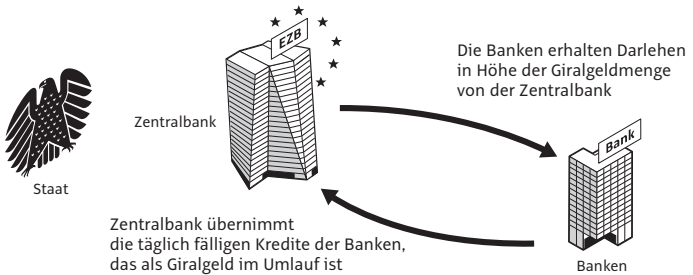 EZB
Die Banken erhalten Darlehen
in Höhe der Giralgeldmenge
von der Zentralbank
Zentralbank
Bank
Staat
Zentralbank übernimmt
die täglich fälligen Kredite der Banken,
das als Giralgeld im Umlauf ist
Banken